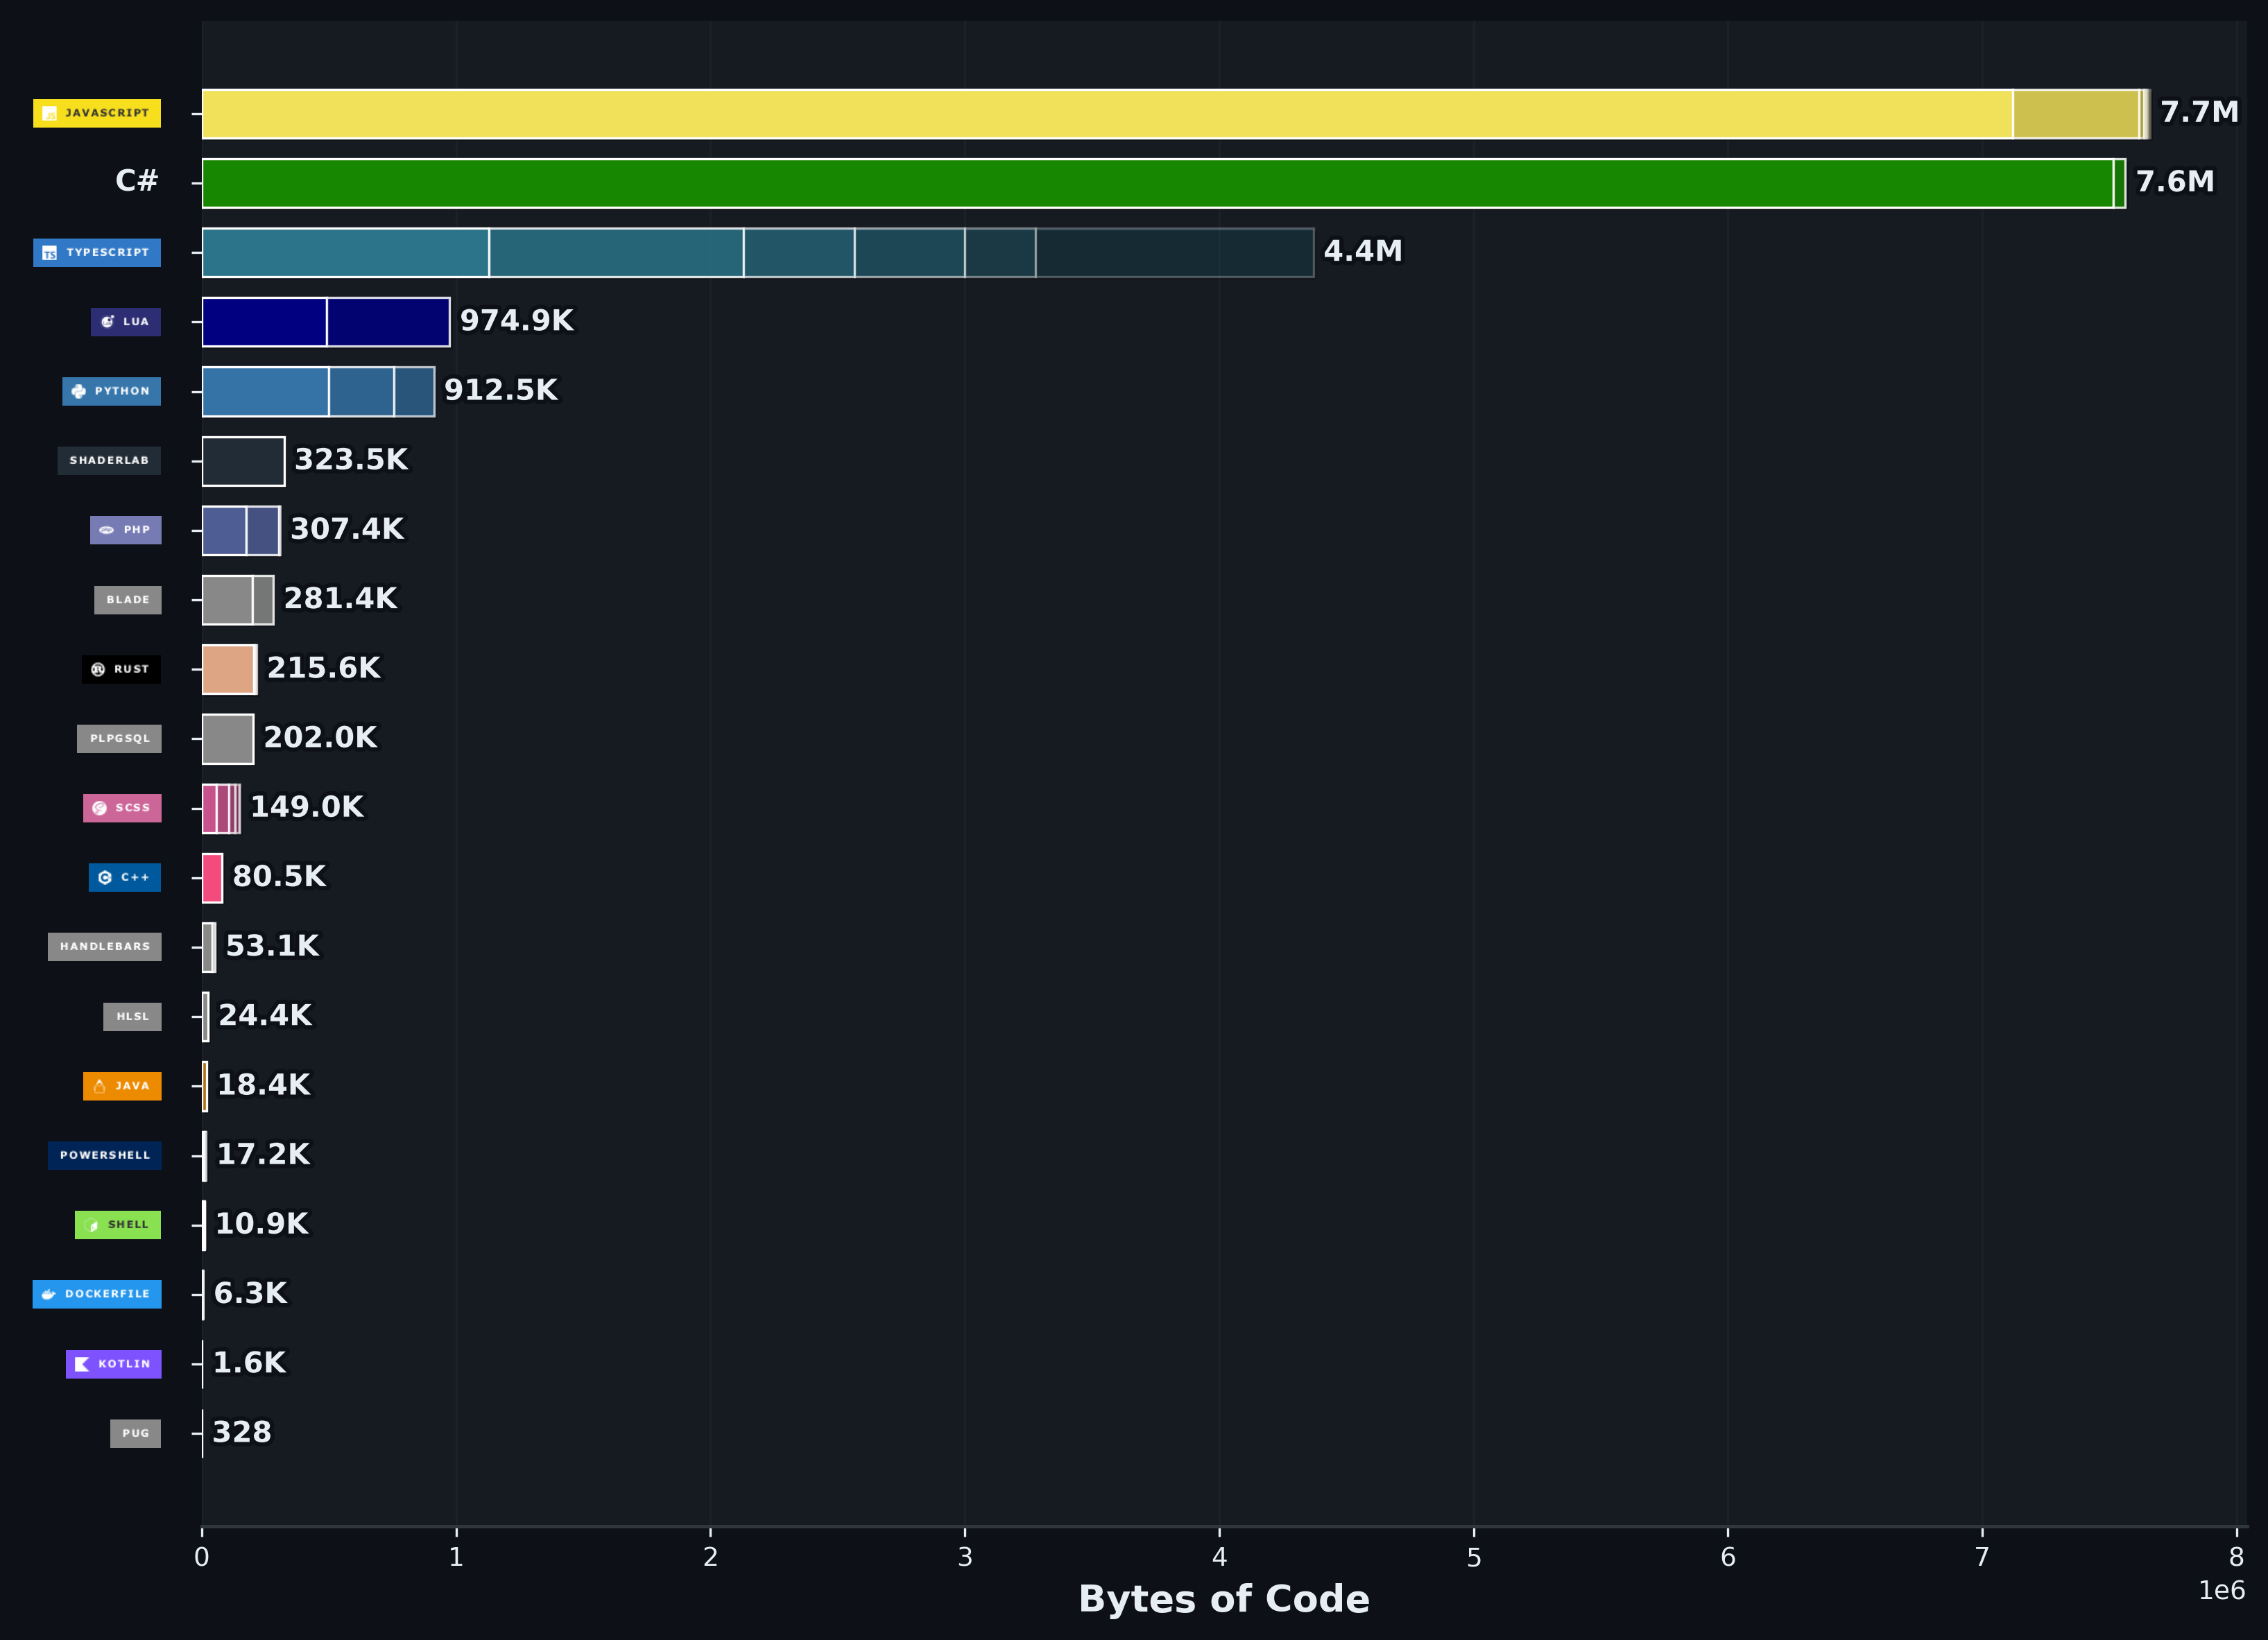 JAVASCRIPT 7.7M
C# 7.6M
TS TYPESCRIPT 4.4M
LUA 974.9K
PYTHON 912.5K
SHADERLAB 323.5K
PHP 307.4K
BLADE 281.4K
RUST 215.6K
PLPGSQL 202.0K
SCSS 149.0K
C++ 80.5K
HANDLEBARS 53.1K
HLSL 24.4K
JAVA 18.4K
POWERSHELL 17.2K
SHELL 10.9K
DOCKERFILE 6.3K
KOTLIN 1.6K
PUG 328
0 1 2 3 4 5 6 7 8
1e6
Bytes of Code